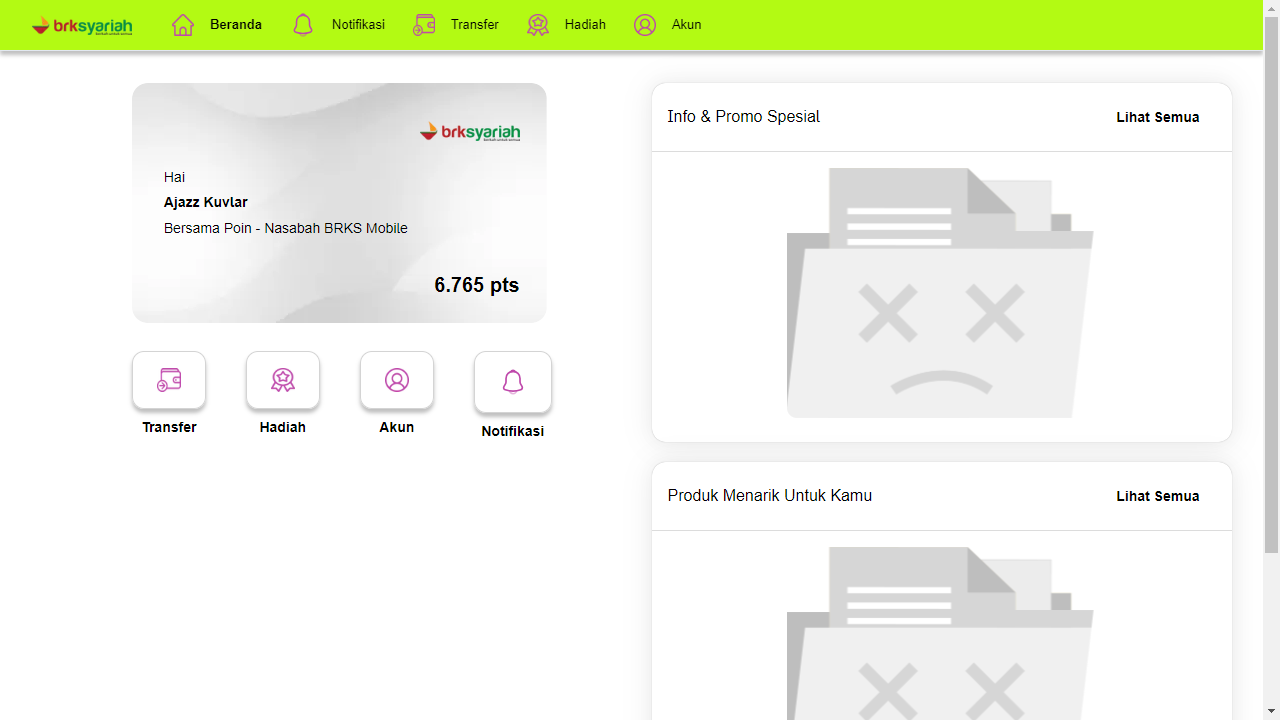 brksyariah
Beranda
Notifikasi
Transfer
Hadiah
Akun
brksyariah
Hai
Ajazz Kuvlar
Bersama Poin - Nasabah BRKS Mobile
6.765 pts
Transfer
Hadiah
Akun
Notifikasi
Info & Promo Spesial
Lihat Semua
Produk Menarik Untuk Kamu
Lihat Semua